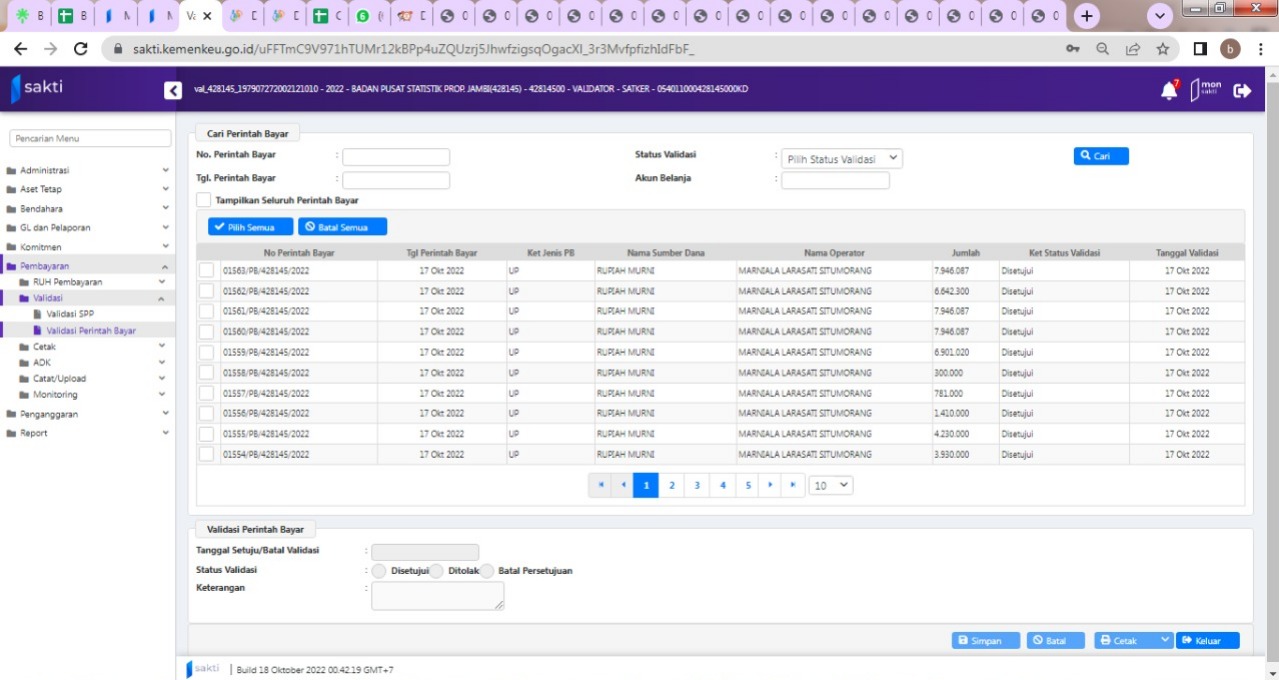 B B N N Va X C C C C
sakti.kemenkeu.go.id/uFFTmC9V971hTUMr12kBPp4uZQUzrj5JhwfzigsqOgacXI_3r3MvfpfizhIdFbF_ b
sakti val_428145_197907272002121010 - 2022 - BADAN PUSAT STATISTIK PROP JAMBI(428145) - 42814500 - VALIDATOR - SATKER - 054011000428145000KD 7 mon sakti
Pencarian Menu
Administrasi
Aset Tetap
Bendahara
GL dan Pelaporan
Komitmen
Pembayaran
RUH Pembayaran
Validasi
Validasi SPP
Validasi Perintah Bayar
Cetak
ADK
Catat/Upload
Monitoring
Penganggaran
Report
Cari Perintah Bayar
No. Perintah Bayar : Status Validasi : Pilih Status Validasi Cari
Tgl. Perintah Bayar : Akun Belanja :
Tampilkan Seluruh Perintah Bayar
Pilih Semua Batal Semua
No Perintah Bayar Tgl Perintah Bayar Ket Jenis PB Nama Sumber Dana Nama Operator Jumlah Ket Status Validasi Tanggal Validasi
01563/PB/428145/2022 17 Okt 2022 UP RUPIAH MURNI MARNIALA LARASATI SITUMORANG 7.946.087 Disetujui 17 Okt 2022
01562/PB/428145/2022 17 Okt 2022 UP RUPIAH MURNI MARNIALA LARASATI SITUMORANG 6.642.300 Disetujui 17 Okt 2022
01561/PB/428145/2022 17 Okt 2022 UP RUPIAH MURNI MARNIALA LARASATI SITUMORANG 7.946.087 Disetujui 17 Okt 2022
01560/PB/428145/2022 17 Okt 2022 UP RUPIAH MURNI MARNIALA LARASATI SITUMORANG 7.946.087 Disetujui 17 Okt 2022
01559/PB/428145/2022 17 Okt 2022 UP RUPIAH MURNI MARNIALA LARASATI SITUMORANG 6.901.020 Disetujui 17 Okt 2022
01558/PB/428145/2022 17 Okt 2022 UP RUPIAH MURNI MARNIALA LARASATI SITUMORANG 300.000 Disetujui 17 Okt 2022
01557/PB/428145/2022 17 Okt 2022 UP RUPIAH MURNI MARNIALA LARASATI SITUMORANG 781.000 Disetujui 17 Okt 2022
01556/PB/428145/2022 17 Okt 2022 UP RUPIAH MURNI MARNIALA LARASATI SITUMORANG 1.410.000 Disetujui 17 Okt 2022
01555/PB/428145/2022 17 Okt 2022 UP RUPIAH MURNI MARNIALA LARASATI SITUMORANG 4.230.000 Disetujui 17 Okt 2022
01554/PB/428145/2022 17 Okt 2022 UP RUPIAH MURNI MARNIALA LARASATI SITUMORANG 3.930.000 Disetujui 17 Okt 2022
1 2 3 4 5 10
Validasi Perintah Bayar
Tanggal Setuju/Batal Validasi :
Status Validasi : Disetujui Ditolak Batal Persetujuan
Keterangan :
Simpan Batal Cetak Keluar
sakti | Build 18 Oktober 2022 00.42.19 GMT+7